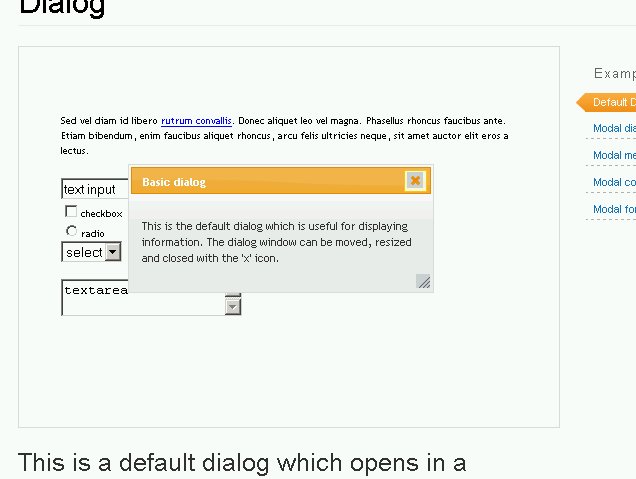 Dialog
Sed vel diam id libero rutrum convallis. Donec aliquet leo vel magna. Phasellus rhoncus faucibus ante.
Etiam bibendum, enim faucibus aliquet rhoncus, arcu felis ultricies neque, sit amet auctor elit eros a
lectus.
text input
checkbox
radio
select
textarea
Basic dialog
This is the default dialog which is useful for displaying
information. The dialog window can be moved, resized
and closed with the 'x' icon.
Examp
Default D
Modal dia
Modal me
Modal co
Modal for
This is a default dialog which opens in a